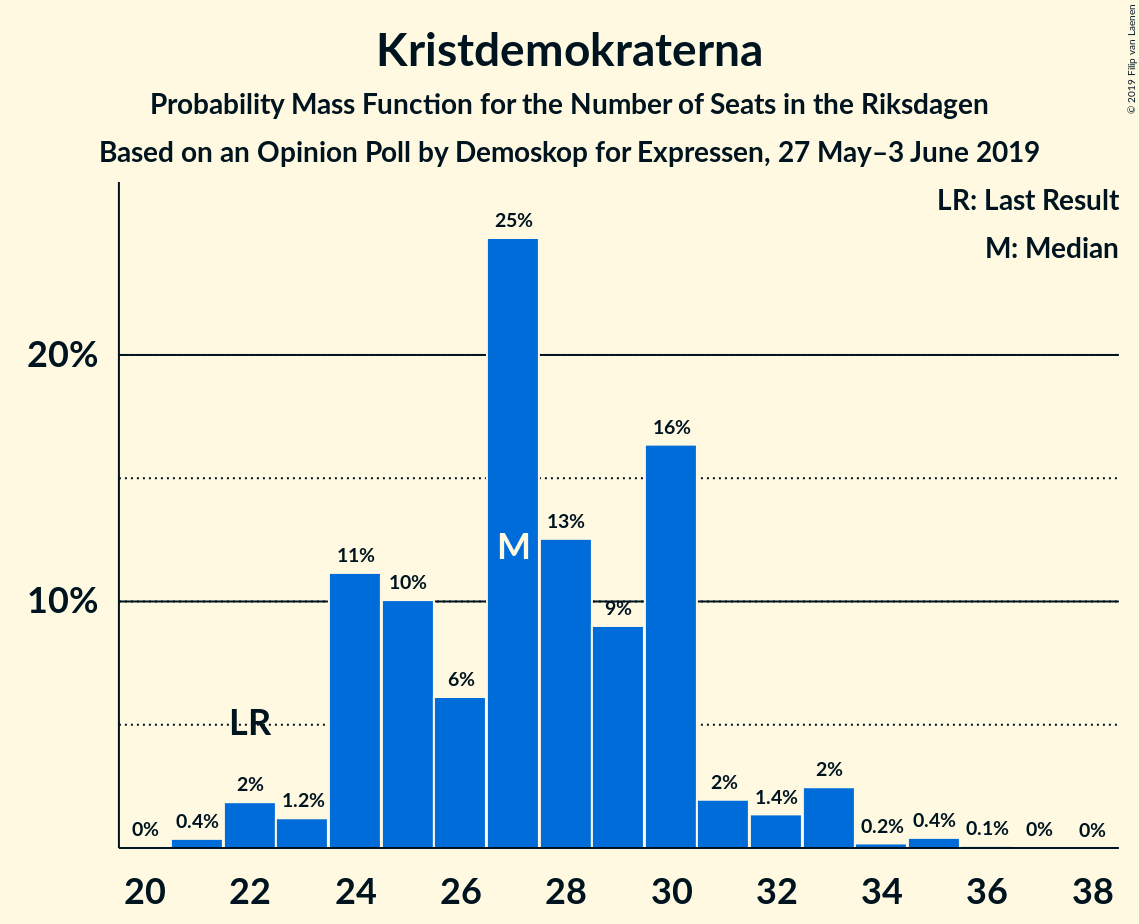 Kristdemokraterna
Probability Mass Function for the Number of Seats in the Riksdagen
Based on an Opinion Poll by Demoskop for Expressen, 27 May–3 June 2019
© 2019 Filip van Laenen
LR: Last Result
M: Median
20%
10%
0%
0.4%
2%
1.2%
11%
10%
6%
25%
13%
9%
16%
2%
1.4%
2%
0.2%
0.4%
0.1%
0%
0%
LR
M
20 22 24 26 28 30 32 34 36 38